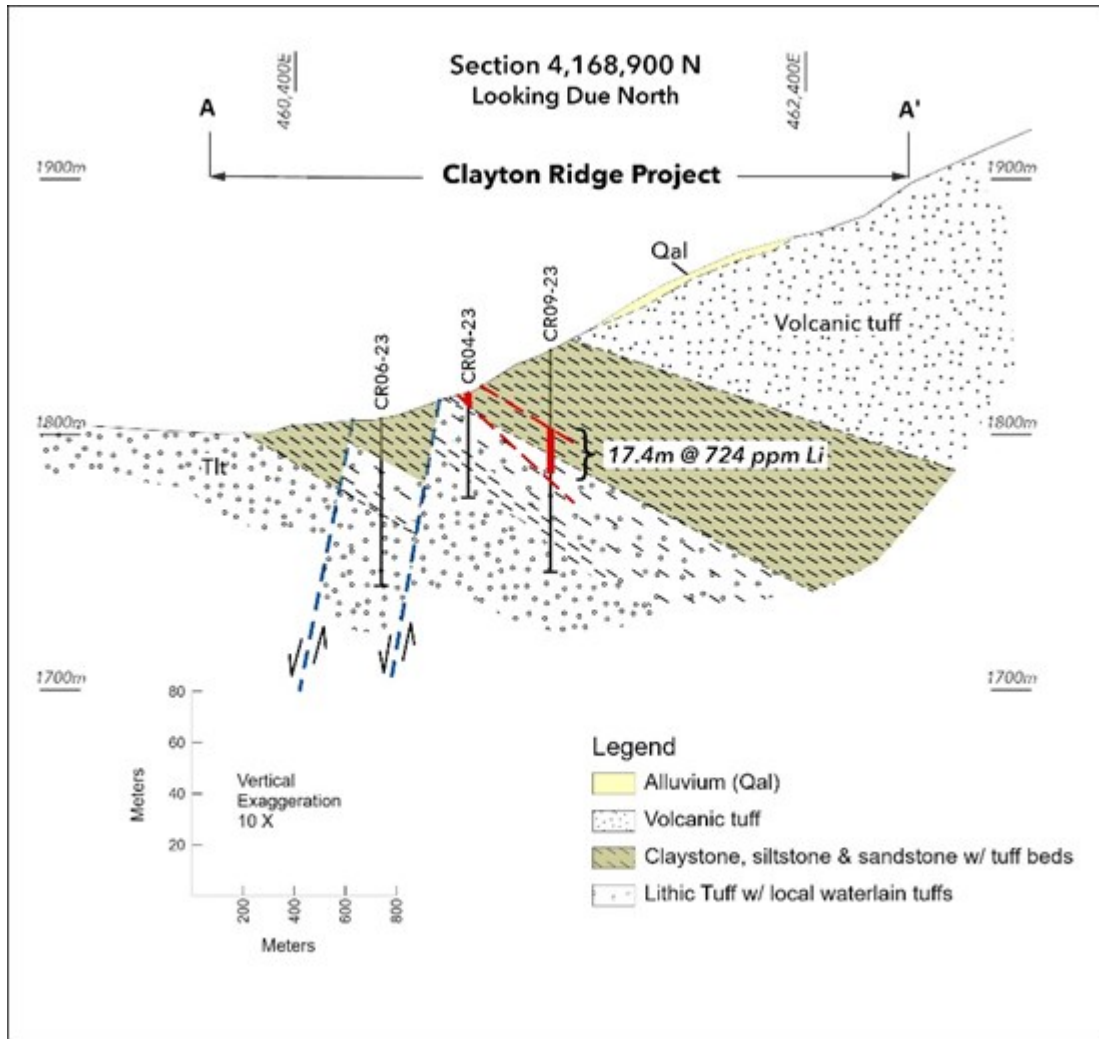 Section 4,168,900 N
Looking Due North
460,400E
462,400E
A
A'
Clayton Ridge Project
1900m
1900m
Qal
Volcanic tuff
CR06-23
CR04-23
CR09-23
1800m
1800m
Tlt
17.4m @ 724 ppm Li
1700m
1700m
80
60
40
20
Meters
Vertical
Exaggeration
10 X
200
400
600
800
Meters
Legend
Alluvium (Qal)
Volcanic tuff
Claystone, siltstone & sandstone w/ tuff beds
Lithic Tuff w/ local waterlain tuffs